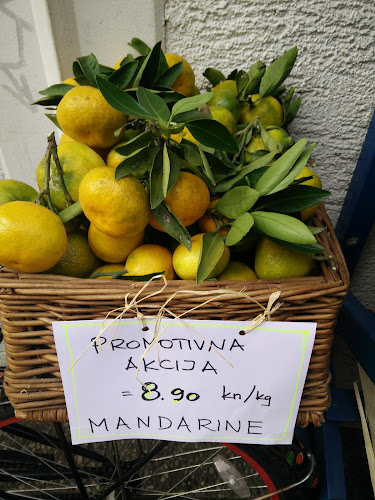 PROMOTIVNA
AKCIJA
= 8.90 kn/kg
MANDARINE